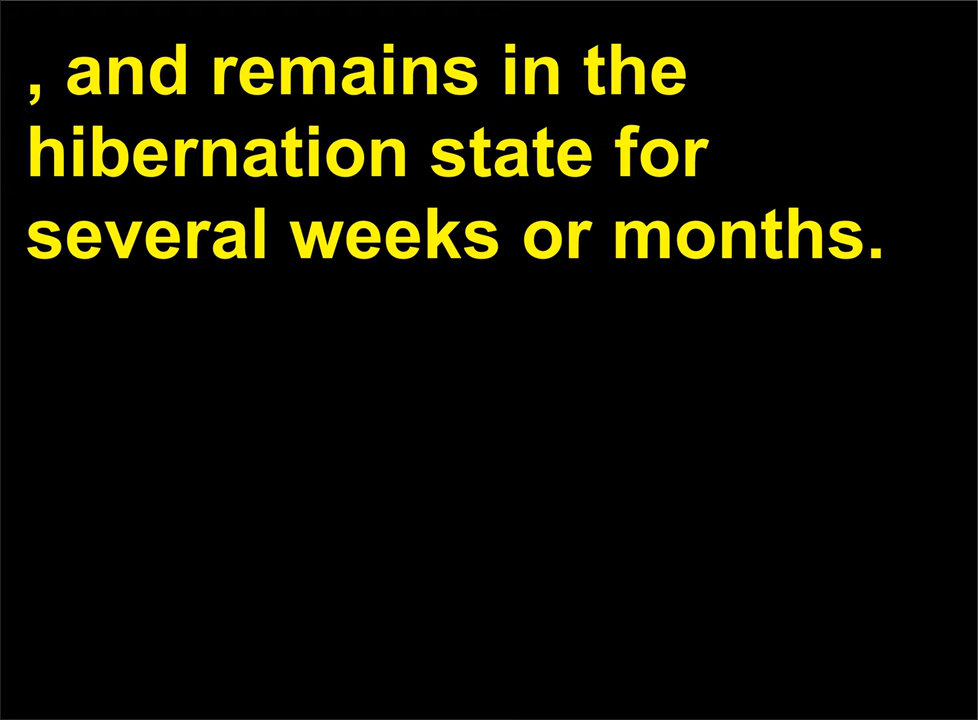 , and remains in the
hibernation state for
several weeks or months.